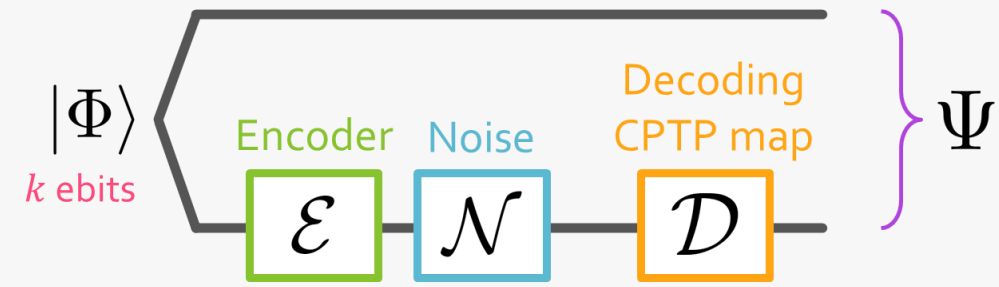 |Φ⟩
k ebits
Encoder
ℰ
Noise
𝒩
Decoding
CPTP map
𝒟
Ψ